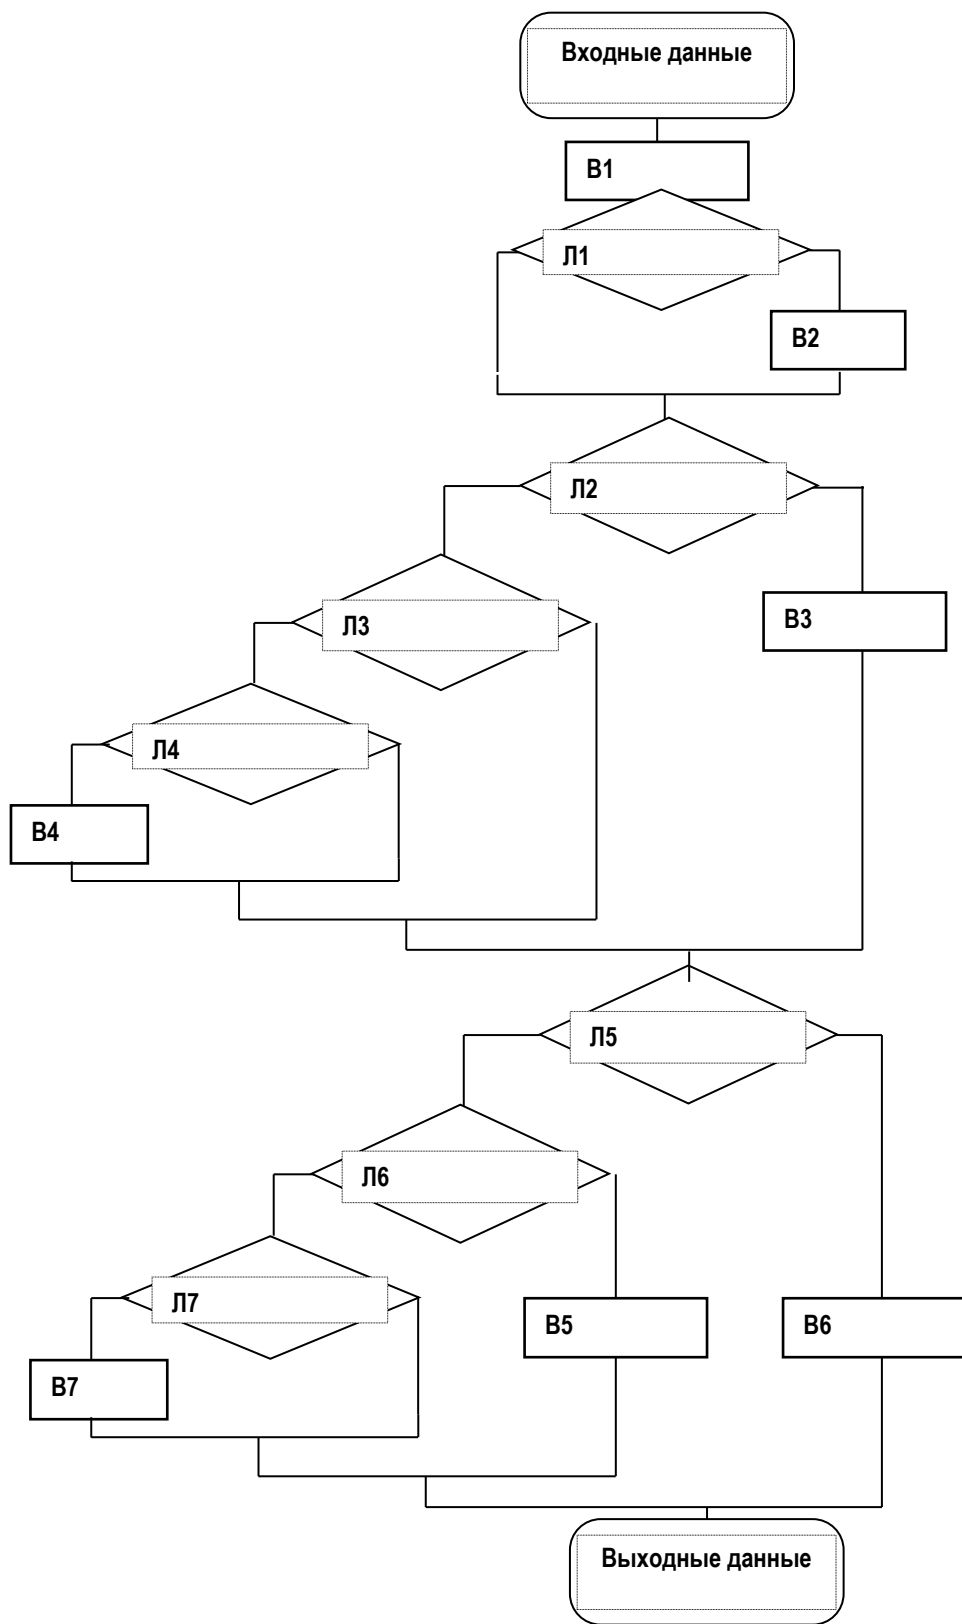 Входные данные
В1
Л1
В2
Л2
Л3
В3
Л4
В4
Л5
Л6
Л7
В5
В6
В7
Выходные данные